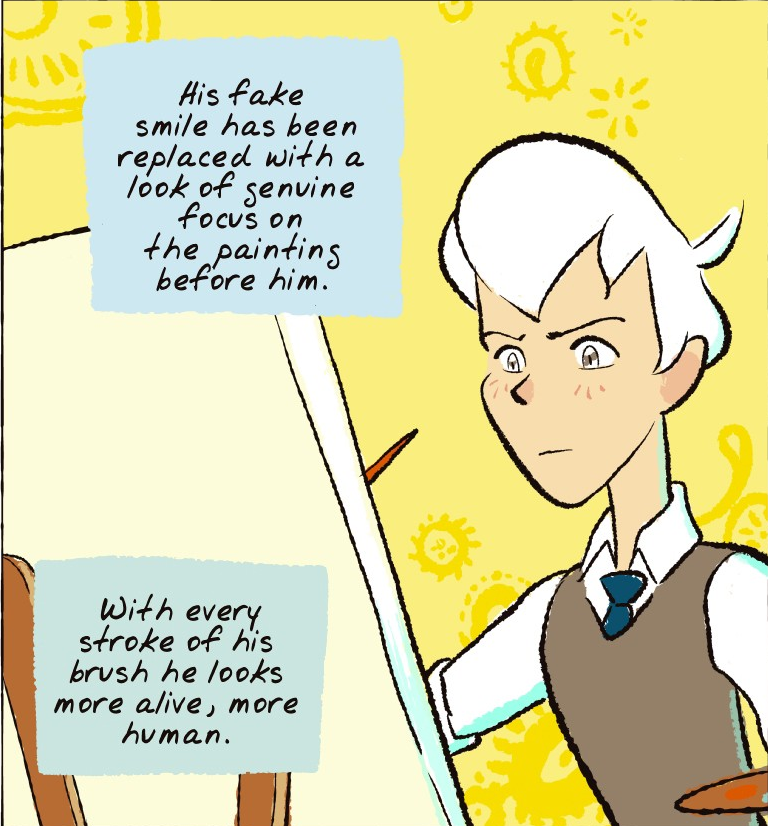 His fake
smile has been
replaced with a
look of genuine
focus on
the painting
before him.
With every
stroke of his
brush he looks
more alive, more
human.